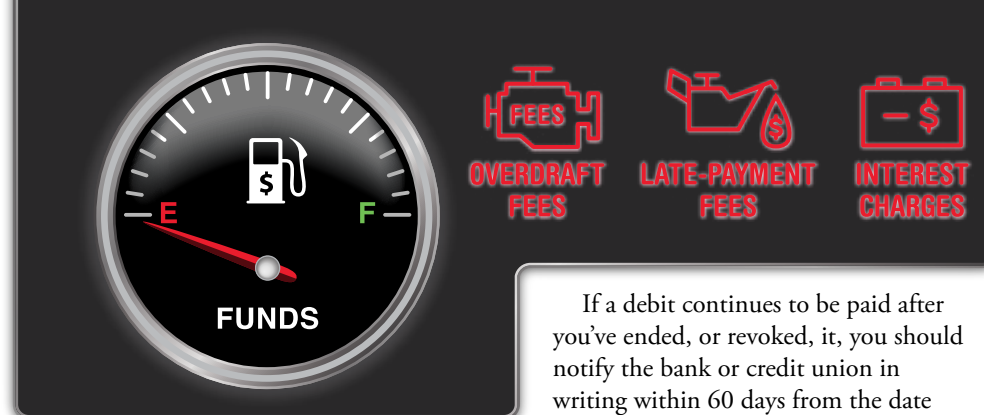 FEES
$
– $
OVERDRAFT
FEES
LATE-PAYMENT
FEES
INTEREST
CHARGES
$
E
F
FUNDS
If a debit continues to be paid after
you’ve ended, or revoked, it, you should
notify the bank or credit union in
writing within 60 days from the date